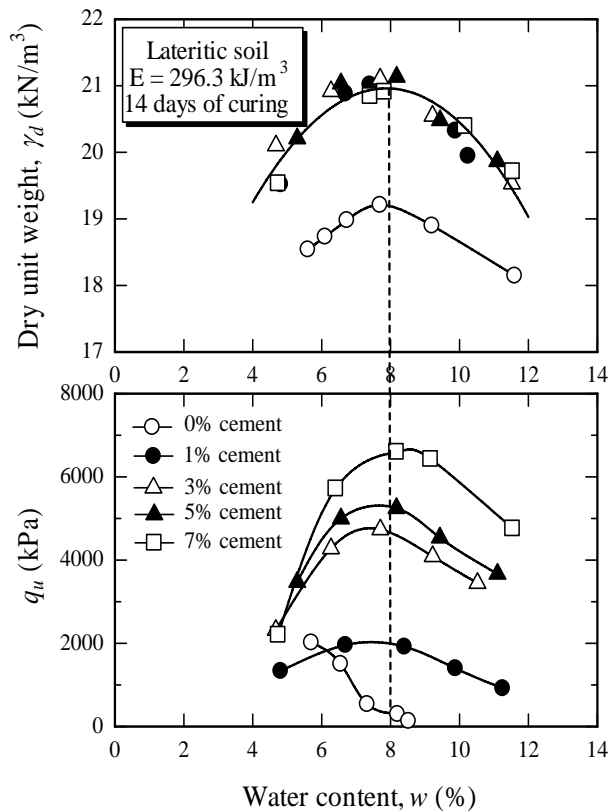 22
21
20
19
18
17
Dry unit weight, γd (kN/m³)
Lateritic soil
E = 296.3 kJ/m³
14 days of curing
0 2 4 6 8 10 12 14
8000
6000
4000
2000
0
qu (kPa)
0% cement
1% cement
3% cement
5% cement
7% cement
0 2 4 6 8 10 12 14
Water content, w (%)